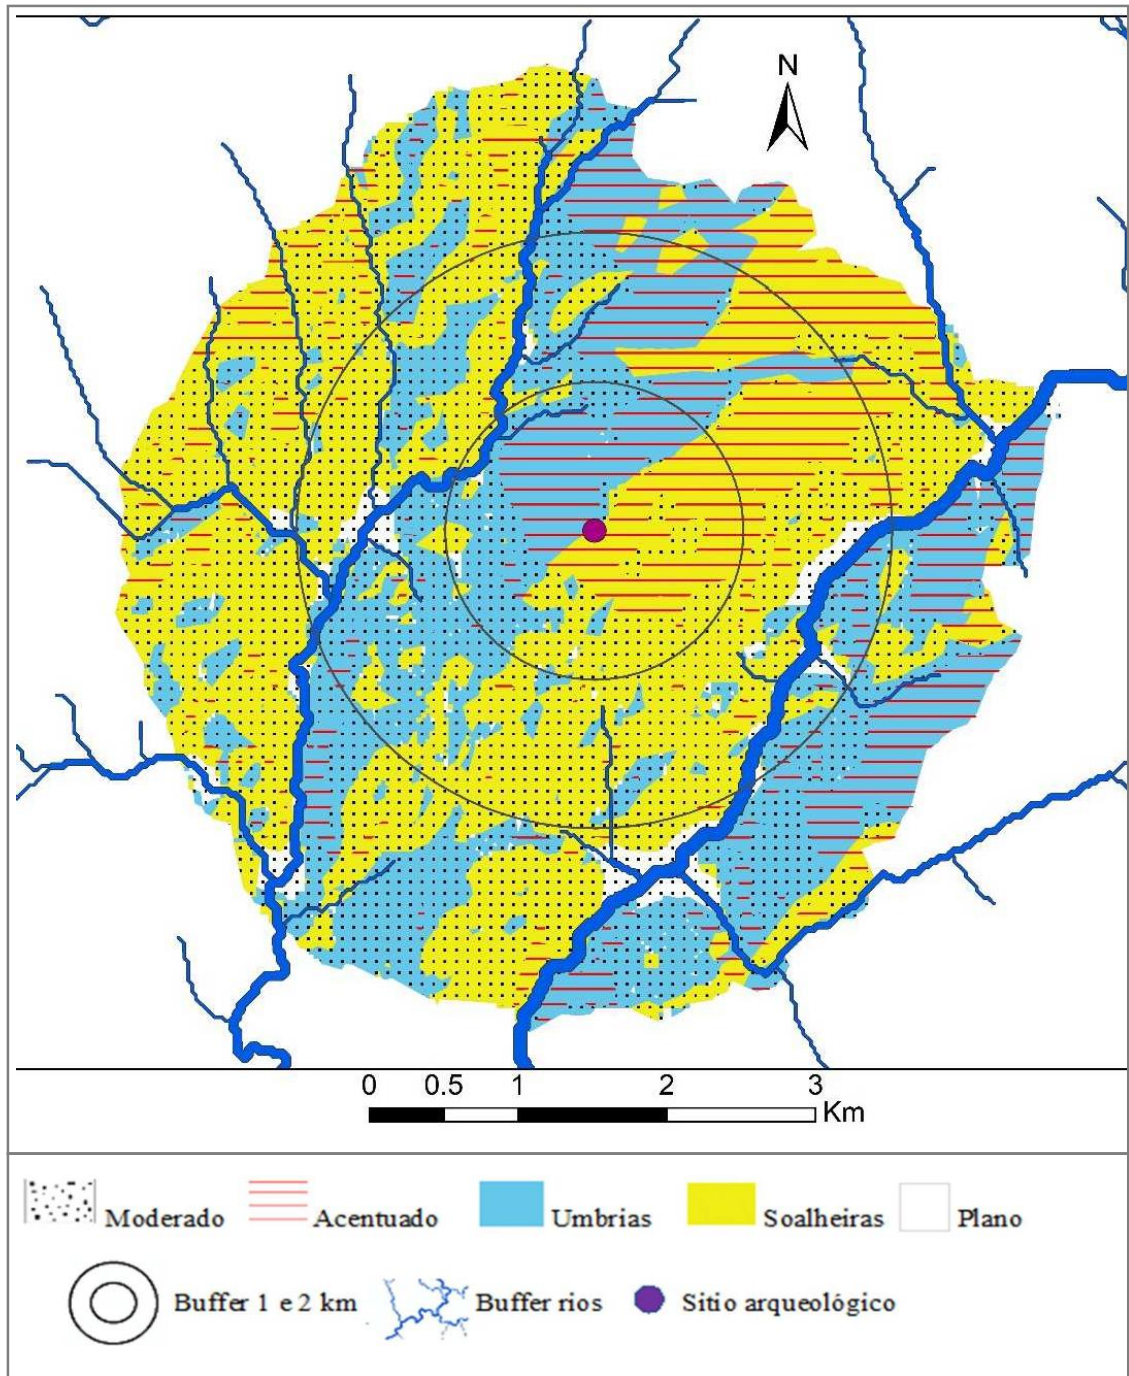 N
0 0.5 1 2 3
Km
Moderado Acentuado Umbrias Soalheiras Plano
Buffer 1 e 2 km Buffer rios Sitio arqueológico